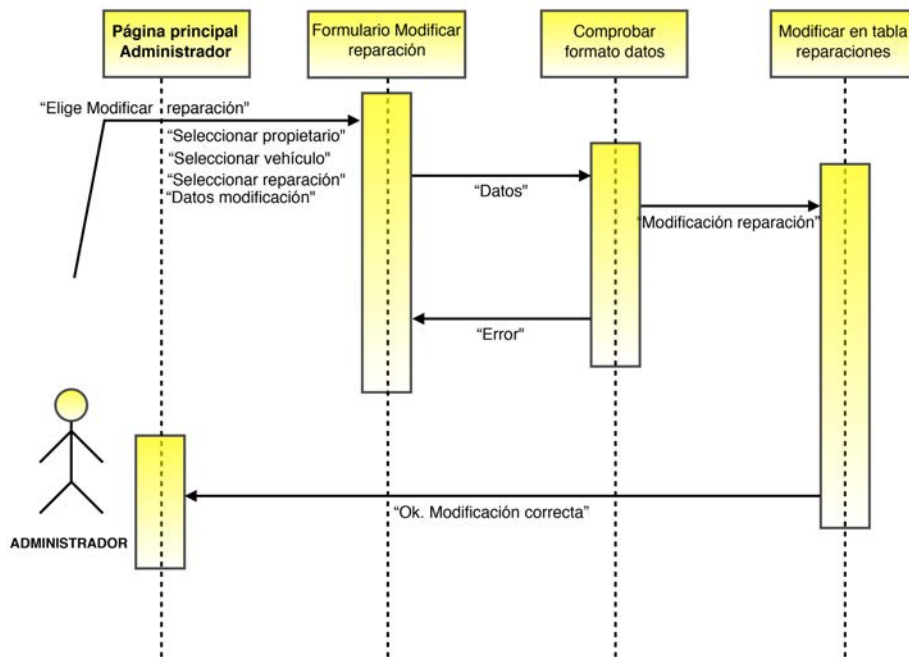 Página principal
Administrador
Formulario Modificar
reparación
Comprobar
formato datos
Modificar en tabla
reparaciones
“Elige Modificar reparación"
“Seleccionar propietario"
“Seleccionar vehículo"
“Seleccionar reparación"
“Datos modificación"
“Datos"
“Modificación reparación"
“Error"
“Ok. Modificación correcta"
ADMINISTRADOR